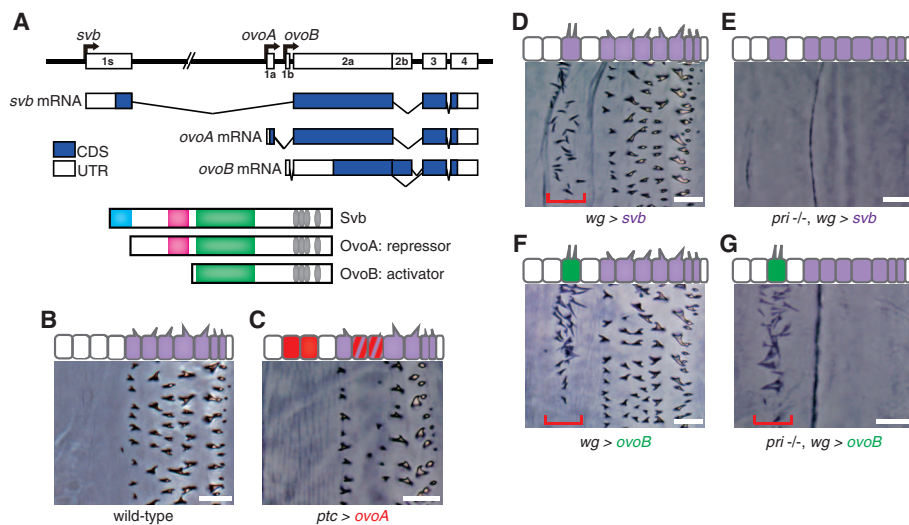 A
svb
ovoA
ovoB
1s
1a
1b
2a
2b
3
4
svb mRNA
ovoA mRNA
ovoB mRNA
CDS
UTR
Svb
OvoA: repressor
OvoB: activator
B
wild-type
C
ptc > ovoA
D
wg > svb
E
pri -/-, wg > svb
F
wg > ovoB
G
pri -/-, wg > ovoB